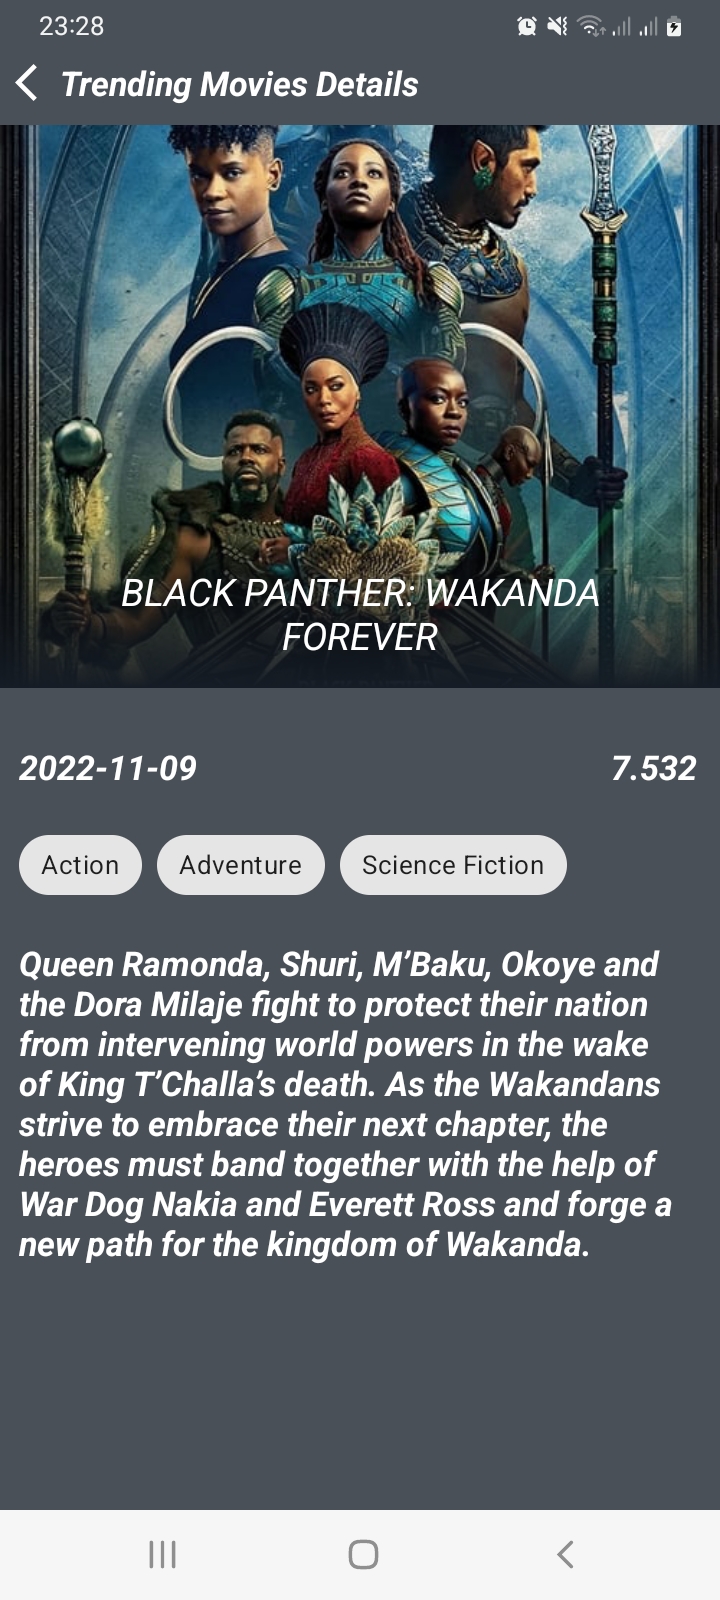 23:28
Trending Movies Details
BLACK PANTHER: WAKANDA
FOREVER
2022-11-09 7.532
Action Adventure Science Fiction
Queen Ramonda, Shuri, M’Baku, Okoye and
the Dora Milaje fight to protect their nation
from intervening world powers in the wake
of King T’Challa’s death. As the Wakandans
strive to embrace their next chapter, the
heroes must band together with the help of
War Dog Nakia and Everett Ross and forge a
new path for the kingdom of Wakanda.